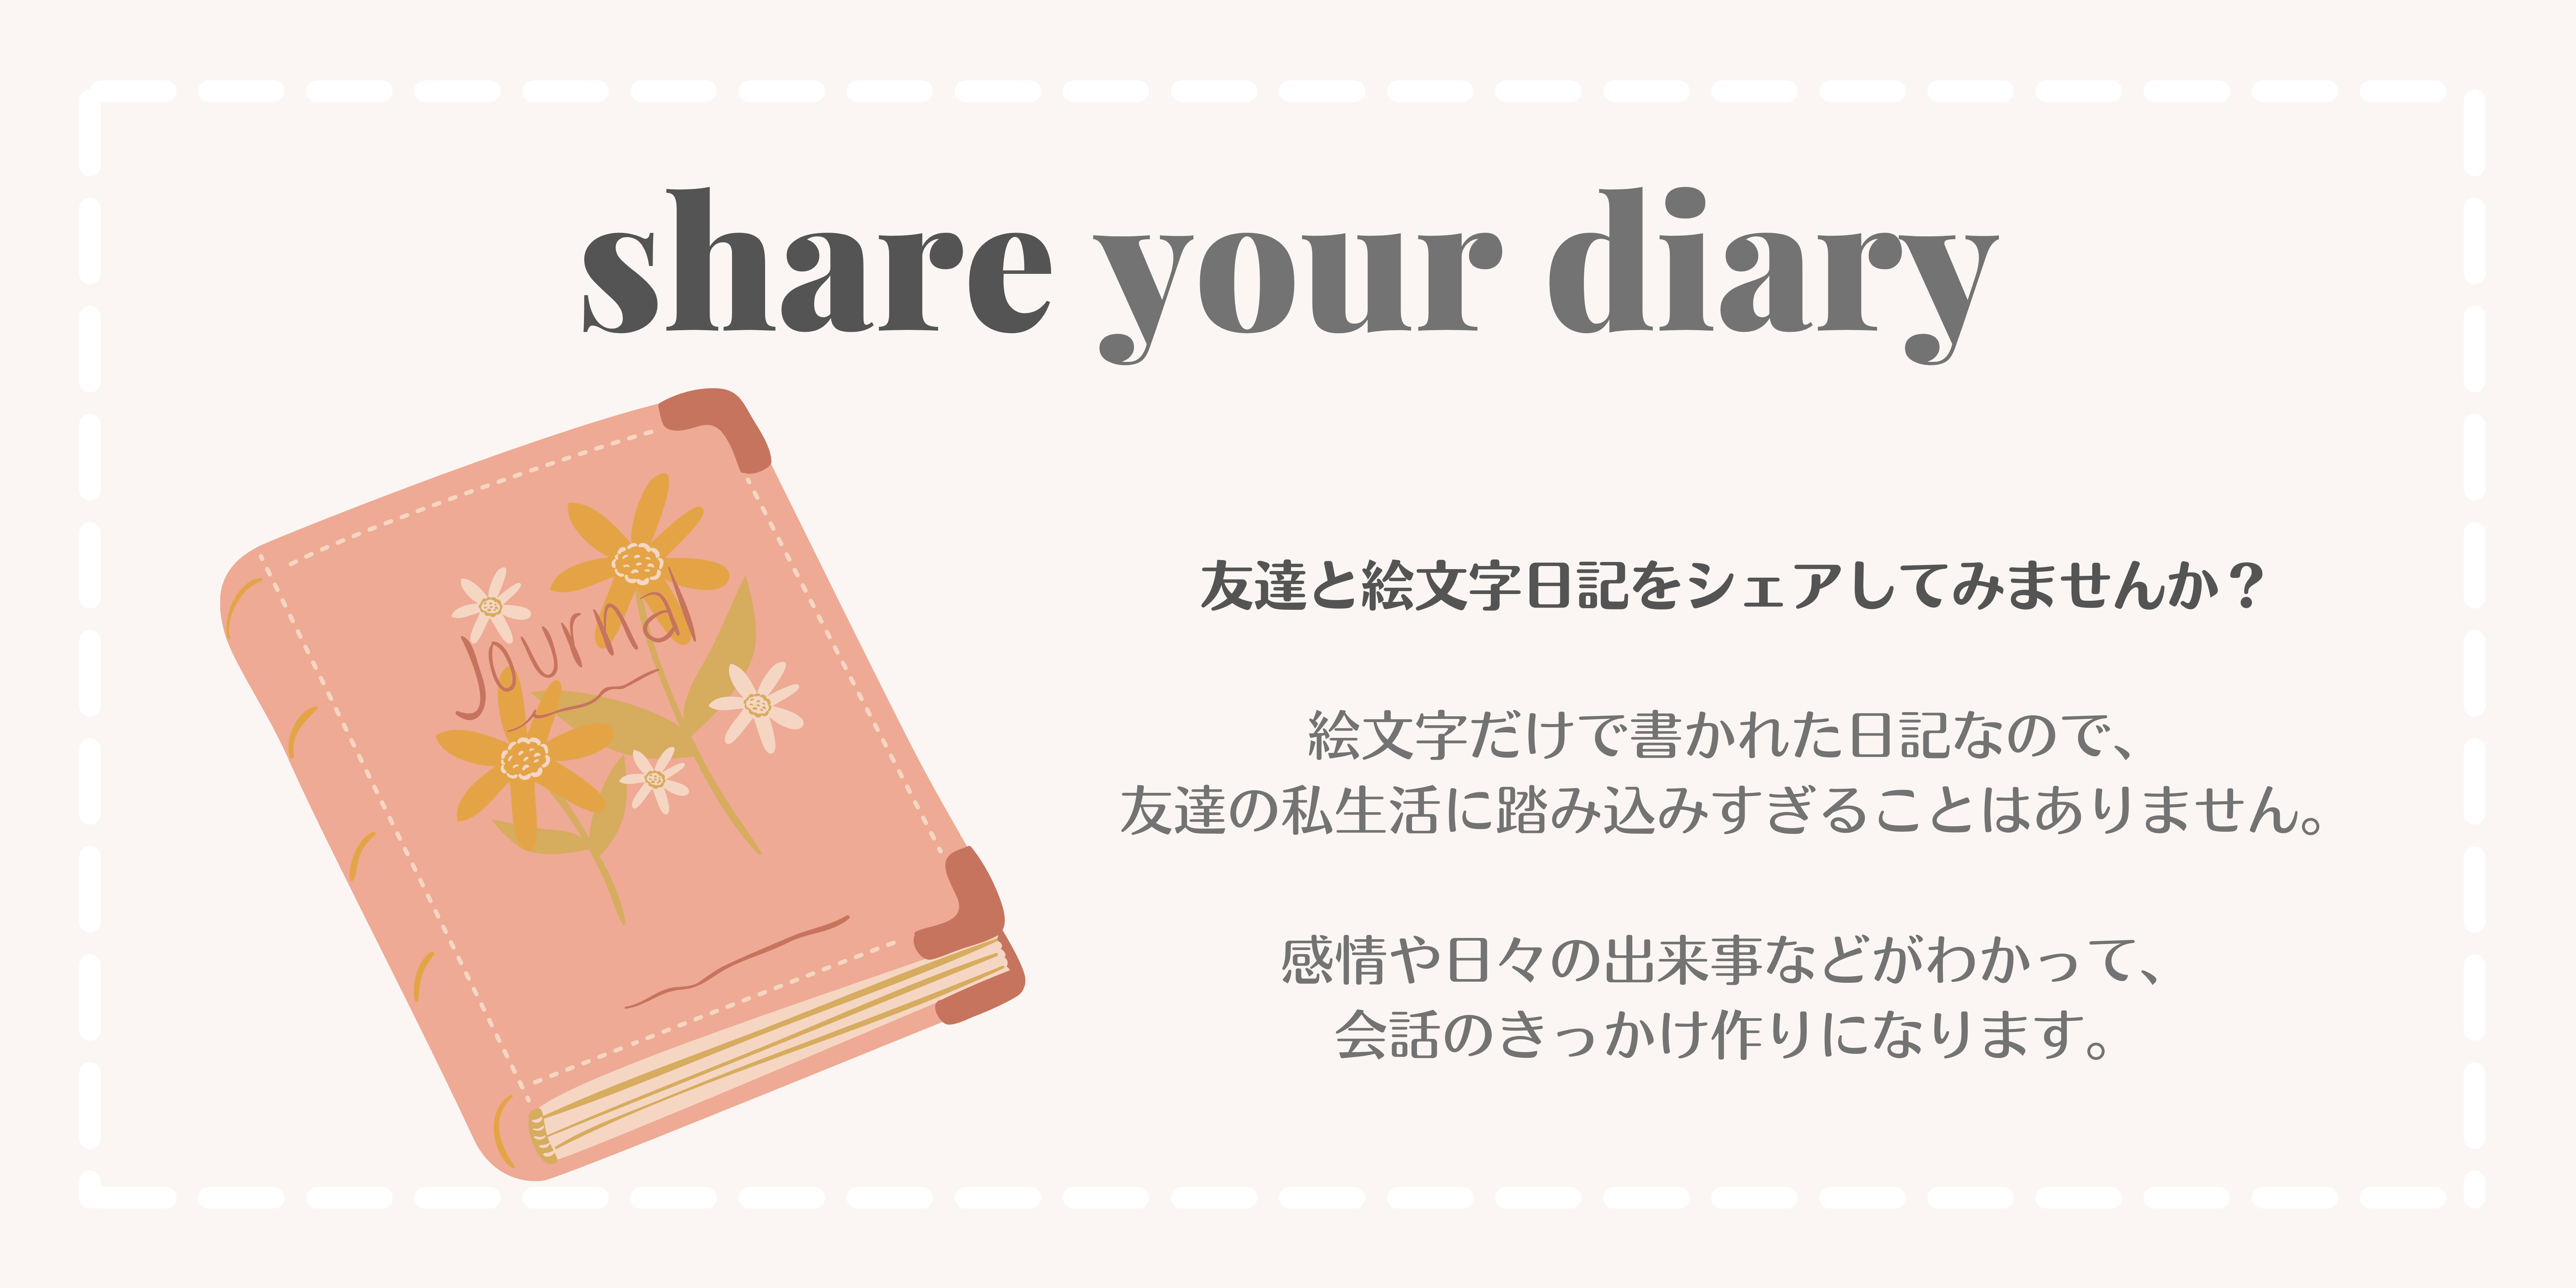 share your diary
Journal
友達と絵文字日記をシェアしてみませんか？
絵文字だけで書かれた日記なので、
友達の私生活に踏み込みすぎることはありません。
感情や日々の出来事などがわかって、
会話のきっかけ作りになります。